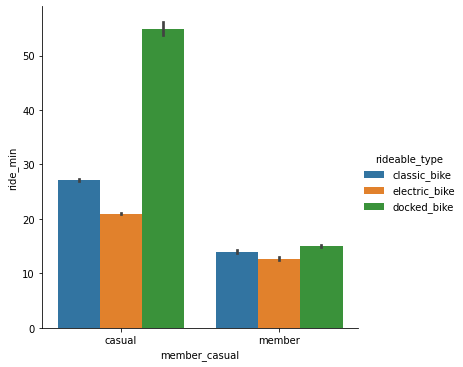 50
40
30
20
10
0
ride_min
casual
member
member_casual
rideable_type
classic_bike
electric_bike
docked_bike